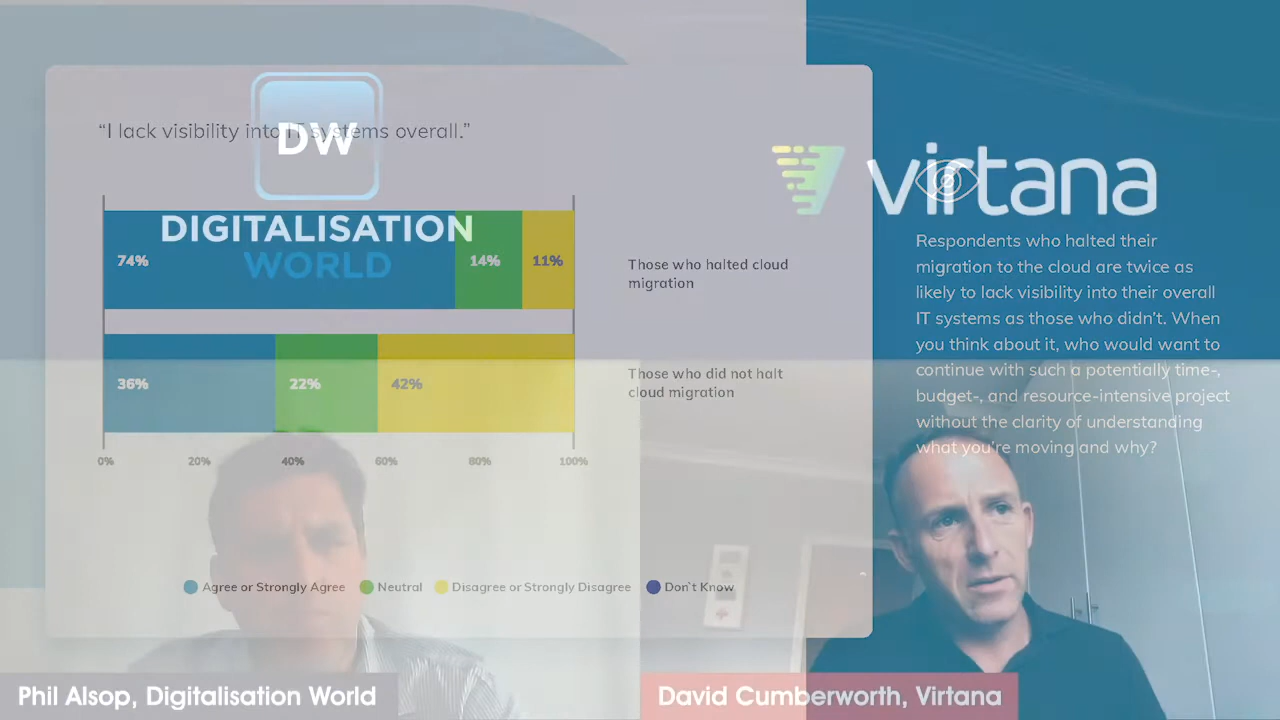 “I lack visibility into IT systems overall.”
DW
DIGITALISATION
WORLD
virtana
74%
14%
11%
Those who halted cloud
migration
36%
22%
42%
Those who did not halt
cloud migration
0%
20%
40%
60%
80%
100%
Agree or Strongly Agree
Neutral
Disagree or Strongly Disagree
Don`t Know
Respondents who halted their
migration to the cloud are twice as
likely to lack visibility into their overall
IT systems as those who didn’t. When
you think about it, who would want to
continue with such a potentially time-,
budget-, and resource-intensive project
without the clarity of understanding
what you’re moving and why?
Phil Alsop, Digitalisation World
David Cumberworth, Virtana